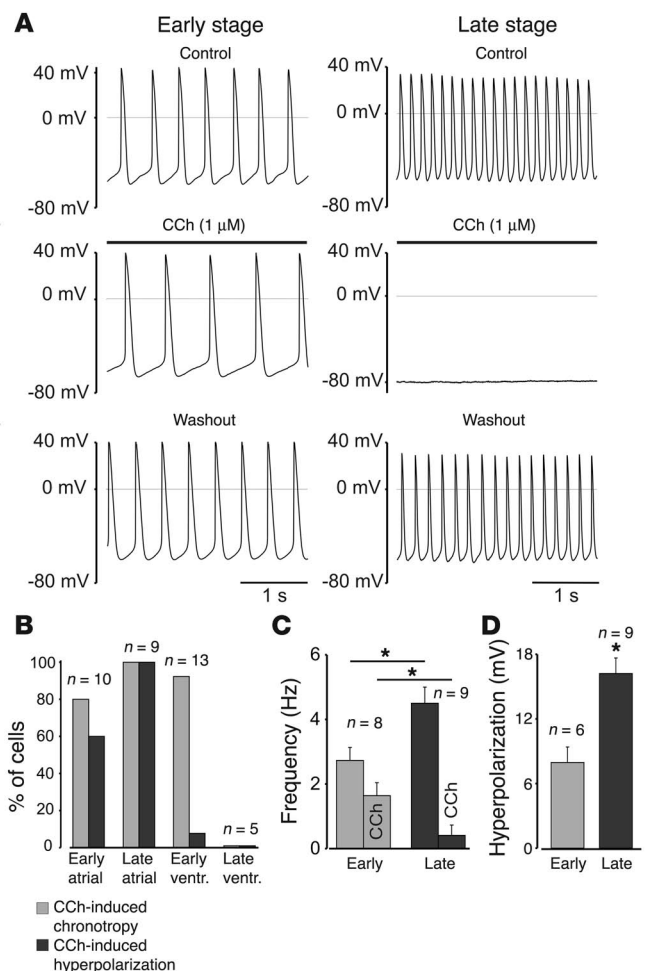 A
Early stage
Late stage
Control
Control
40 mV
0 mV
-80 mV
40 mV
0 mV
-80 mV
CCh (1 μM)
CCh (1 μM)
40 mV
0 mV
-80 mV
40 mV
0 mV
-80 mV
Washout
Washout
40 mV
0 mV
-80 mV
40 mV
0 mV
-80 mV
1 s
1 s
B
% of cells
100
80
60
40
20
0
n = 10
n = 9
n = 13
n = 5
Early atrial
Late atrial
Early ventr.
Late ventr.
CCh-induced
chronotropy
CCh-induced
hyperpolarization
C
Frequency (Hz)
6
4
2
0
*
*
n = 8
n = 9
CCh
CCh
Early
Late
D
Hyperpolarization (mV)
18
12
6
0
n = 6
n = 9
*
Early
Late